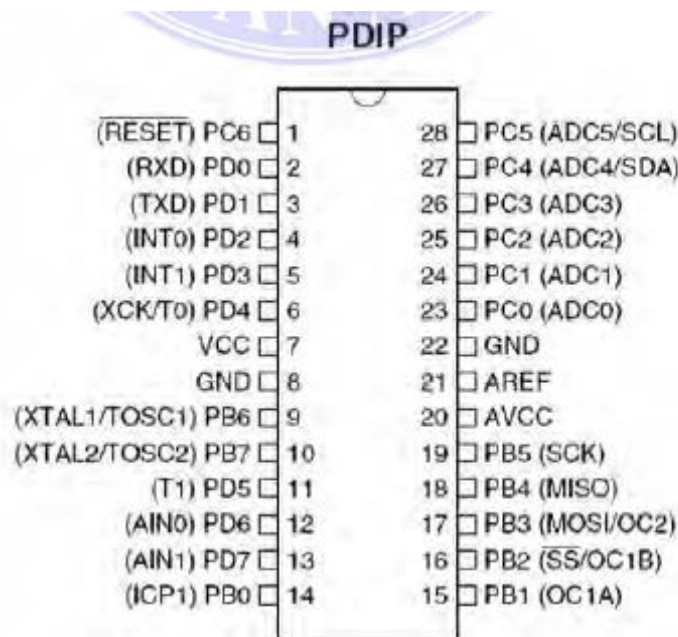 PDIP
(RESET) PC6 1 28 PC5 (ADC5/SCL)
(RXD) PD0 2 27 PC4 (ADC4/SDA)
(TXD) PD1 3 26 PC3 (ADC3)
(INT0) PD2 4 25 PC2 (ADC2)
(INT1) PD3 5 24 PC1 (ADC1)
(XCK/T0) PD4 6 23 PC0 (ADC0)
VCC 7 22 GND
GND 8 21 AREF
(XTAL1/TOSC1) PB6 9 20 AVCC
(XTAL2/TOSC2) PB7 10 19 PB5 (SCK)
(T1) PD5 11 18 PB4 (MISO)
(AIN0) PD6 12 17 PB3 (MOSI/OC2)
(AIN1) PD7 13 16 PB2 (SS/OC1B)
(ICP1) PB0 14 15 PB1 (OC1A)